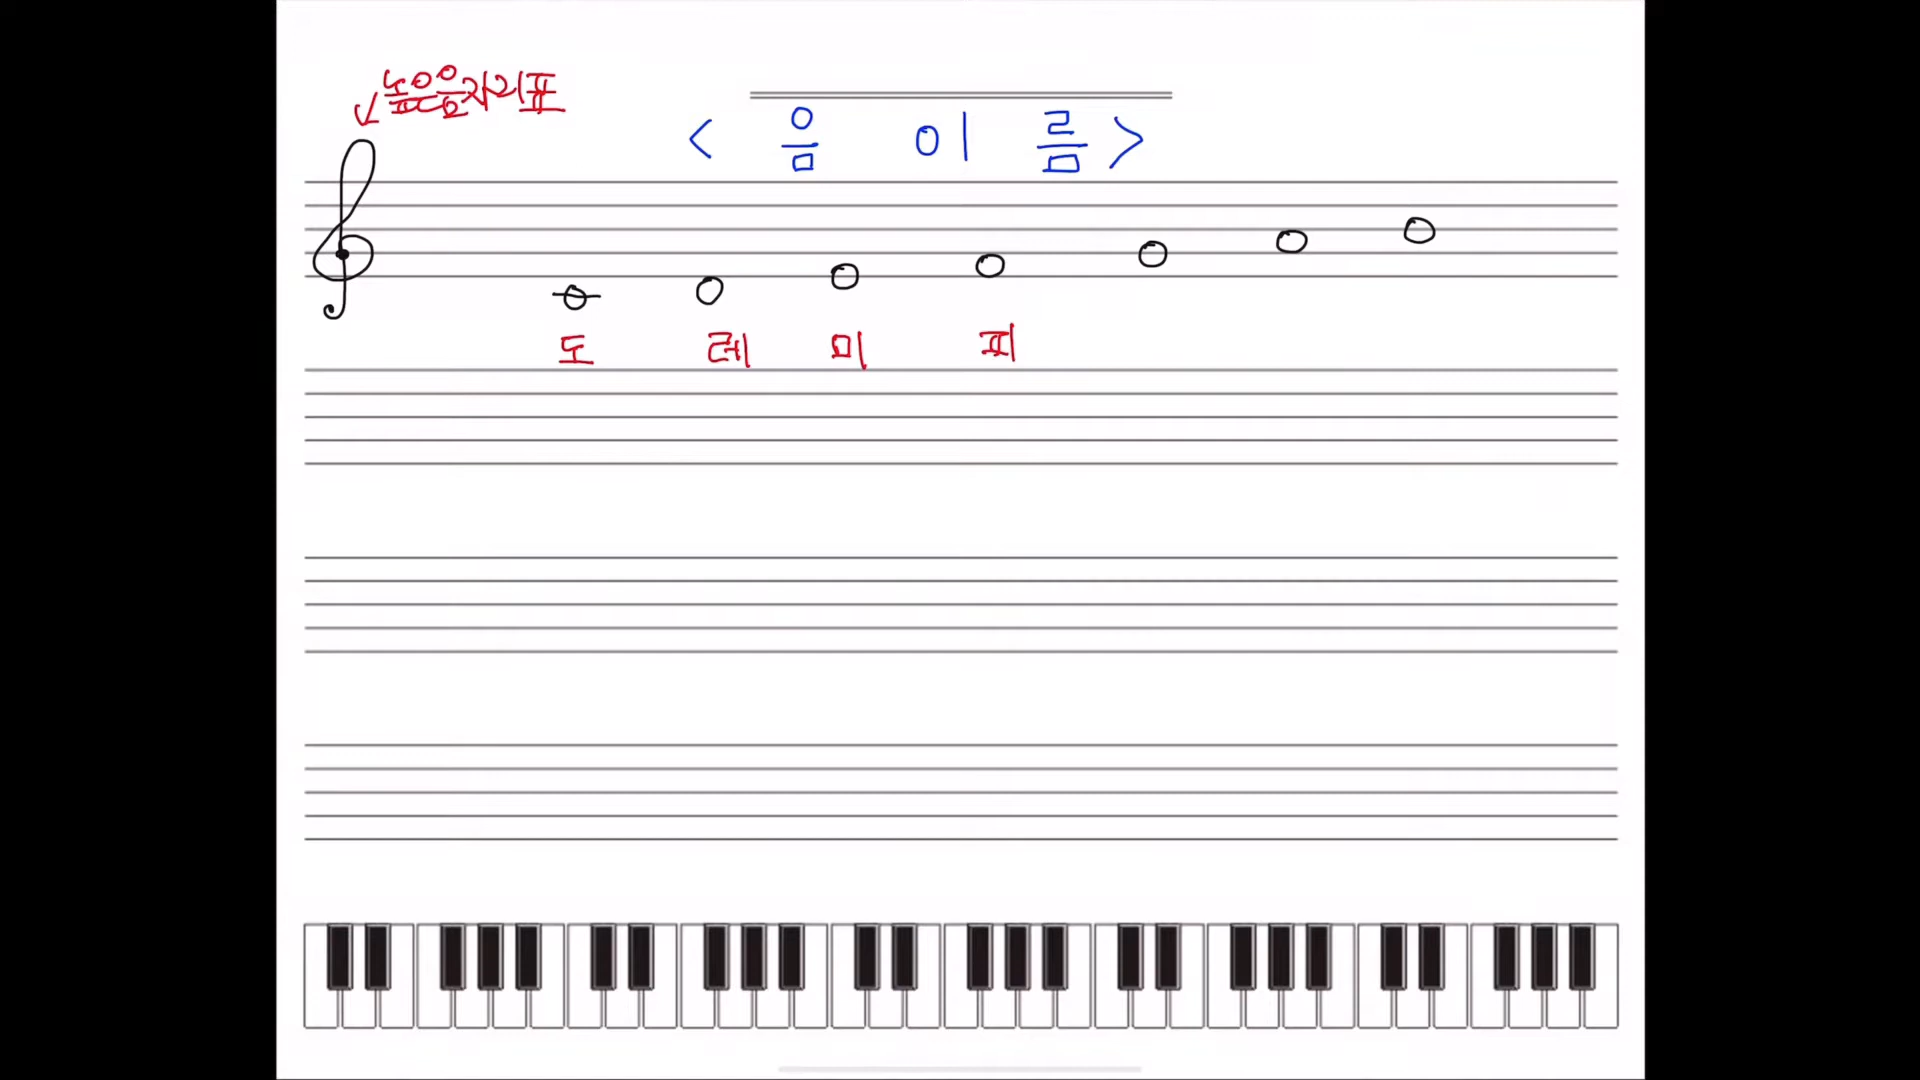 높은음자리표
< 음 이 름 >
도 레 미 파